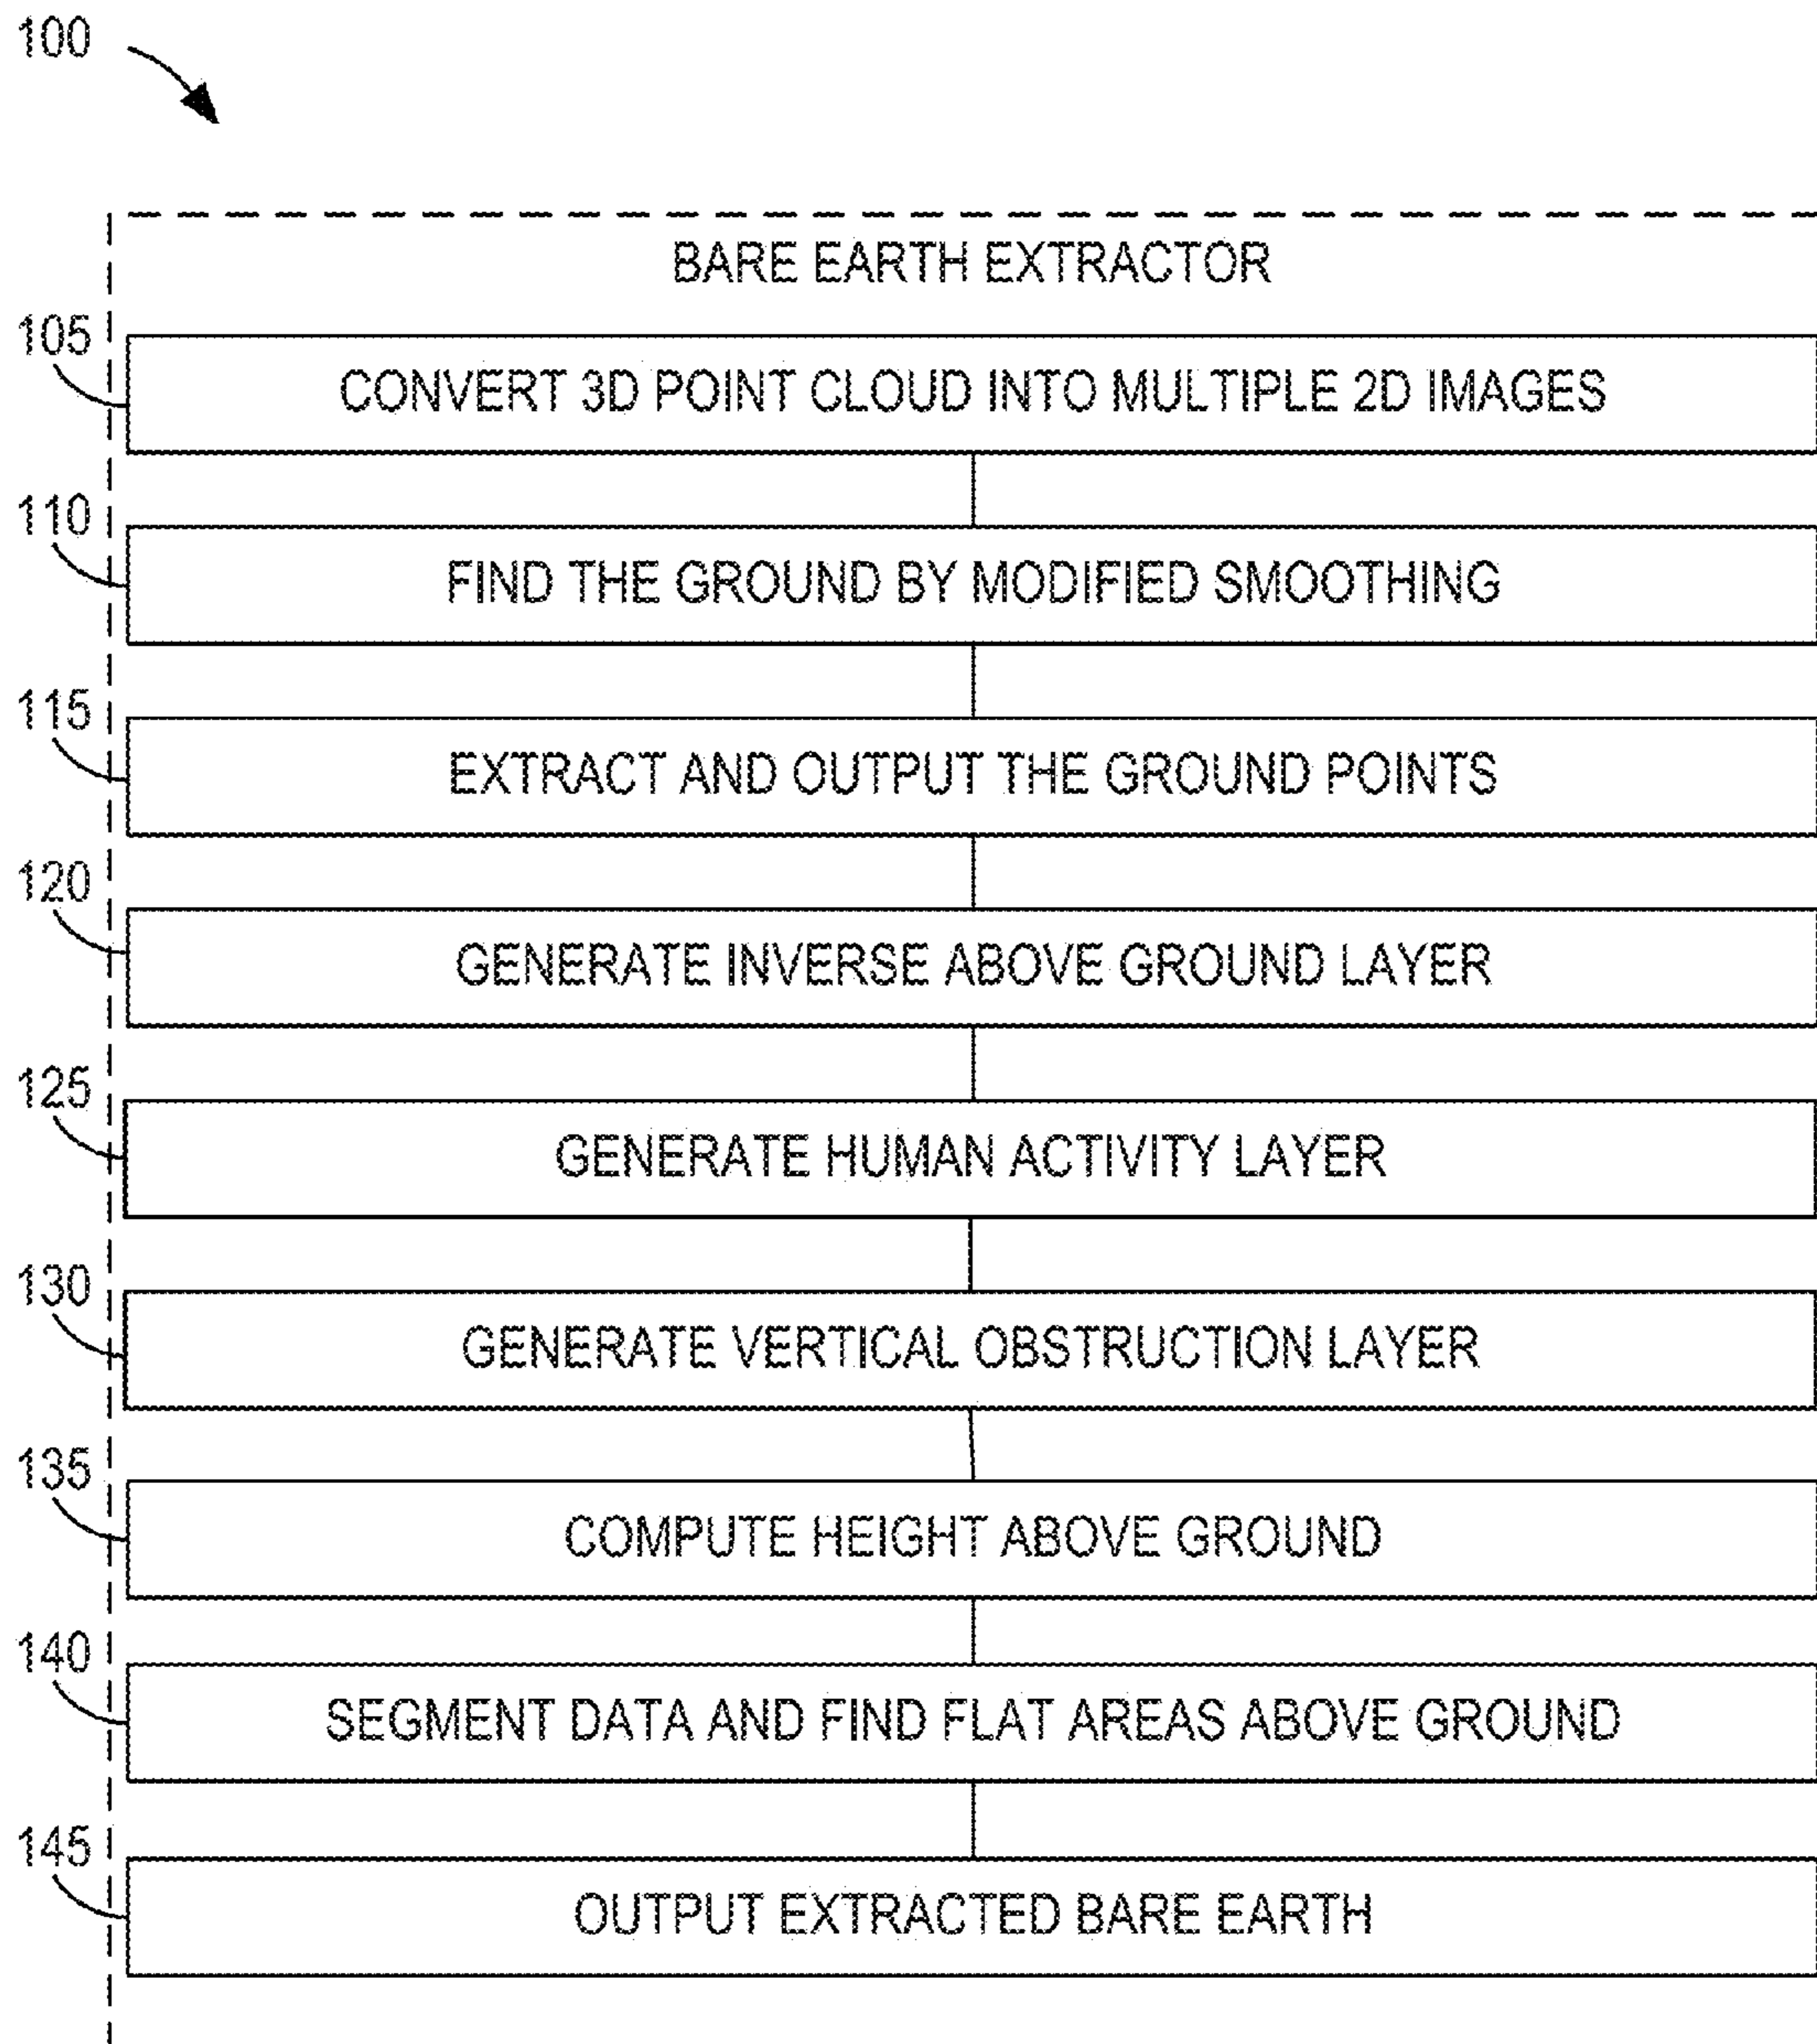 100
BARE EARTH EXTRACTOR
105
CONVERT 3D POINT CLOUD INTO MULTIPLE 2D IMAGES
110
FIND THE GROUND BY MODIFIED SMOOTHING
115
EXTRACT AND OUTPUT THE GROUND POINTS
120
GENERATE INVERSE ABOVE GROUND LAYER
125
GENERATE HUMAN ACTIVITY LAYER
130
GENERATE VERTICAL OBSTRUCTION LAYER
135
COMPUTE HEIGHT ABOVE GROUND
140
SEGMENT DATA AND FIND FLAT AREAS ABOVE GROUND
145
OUTPUT EXTRACTED BARE EARTH